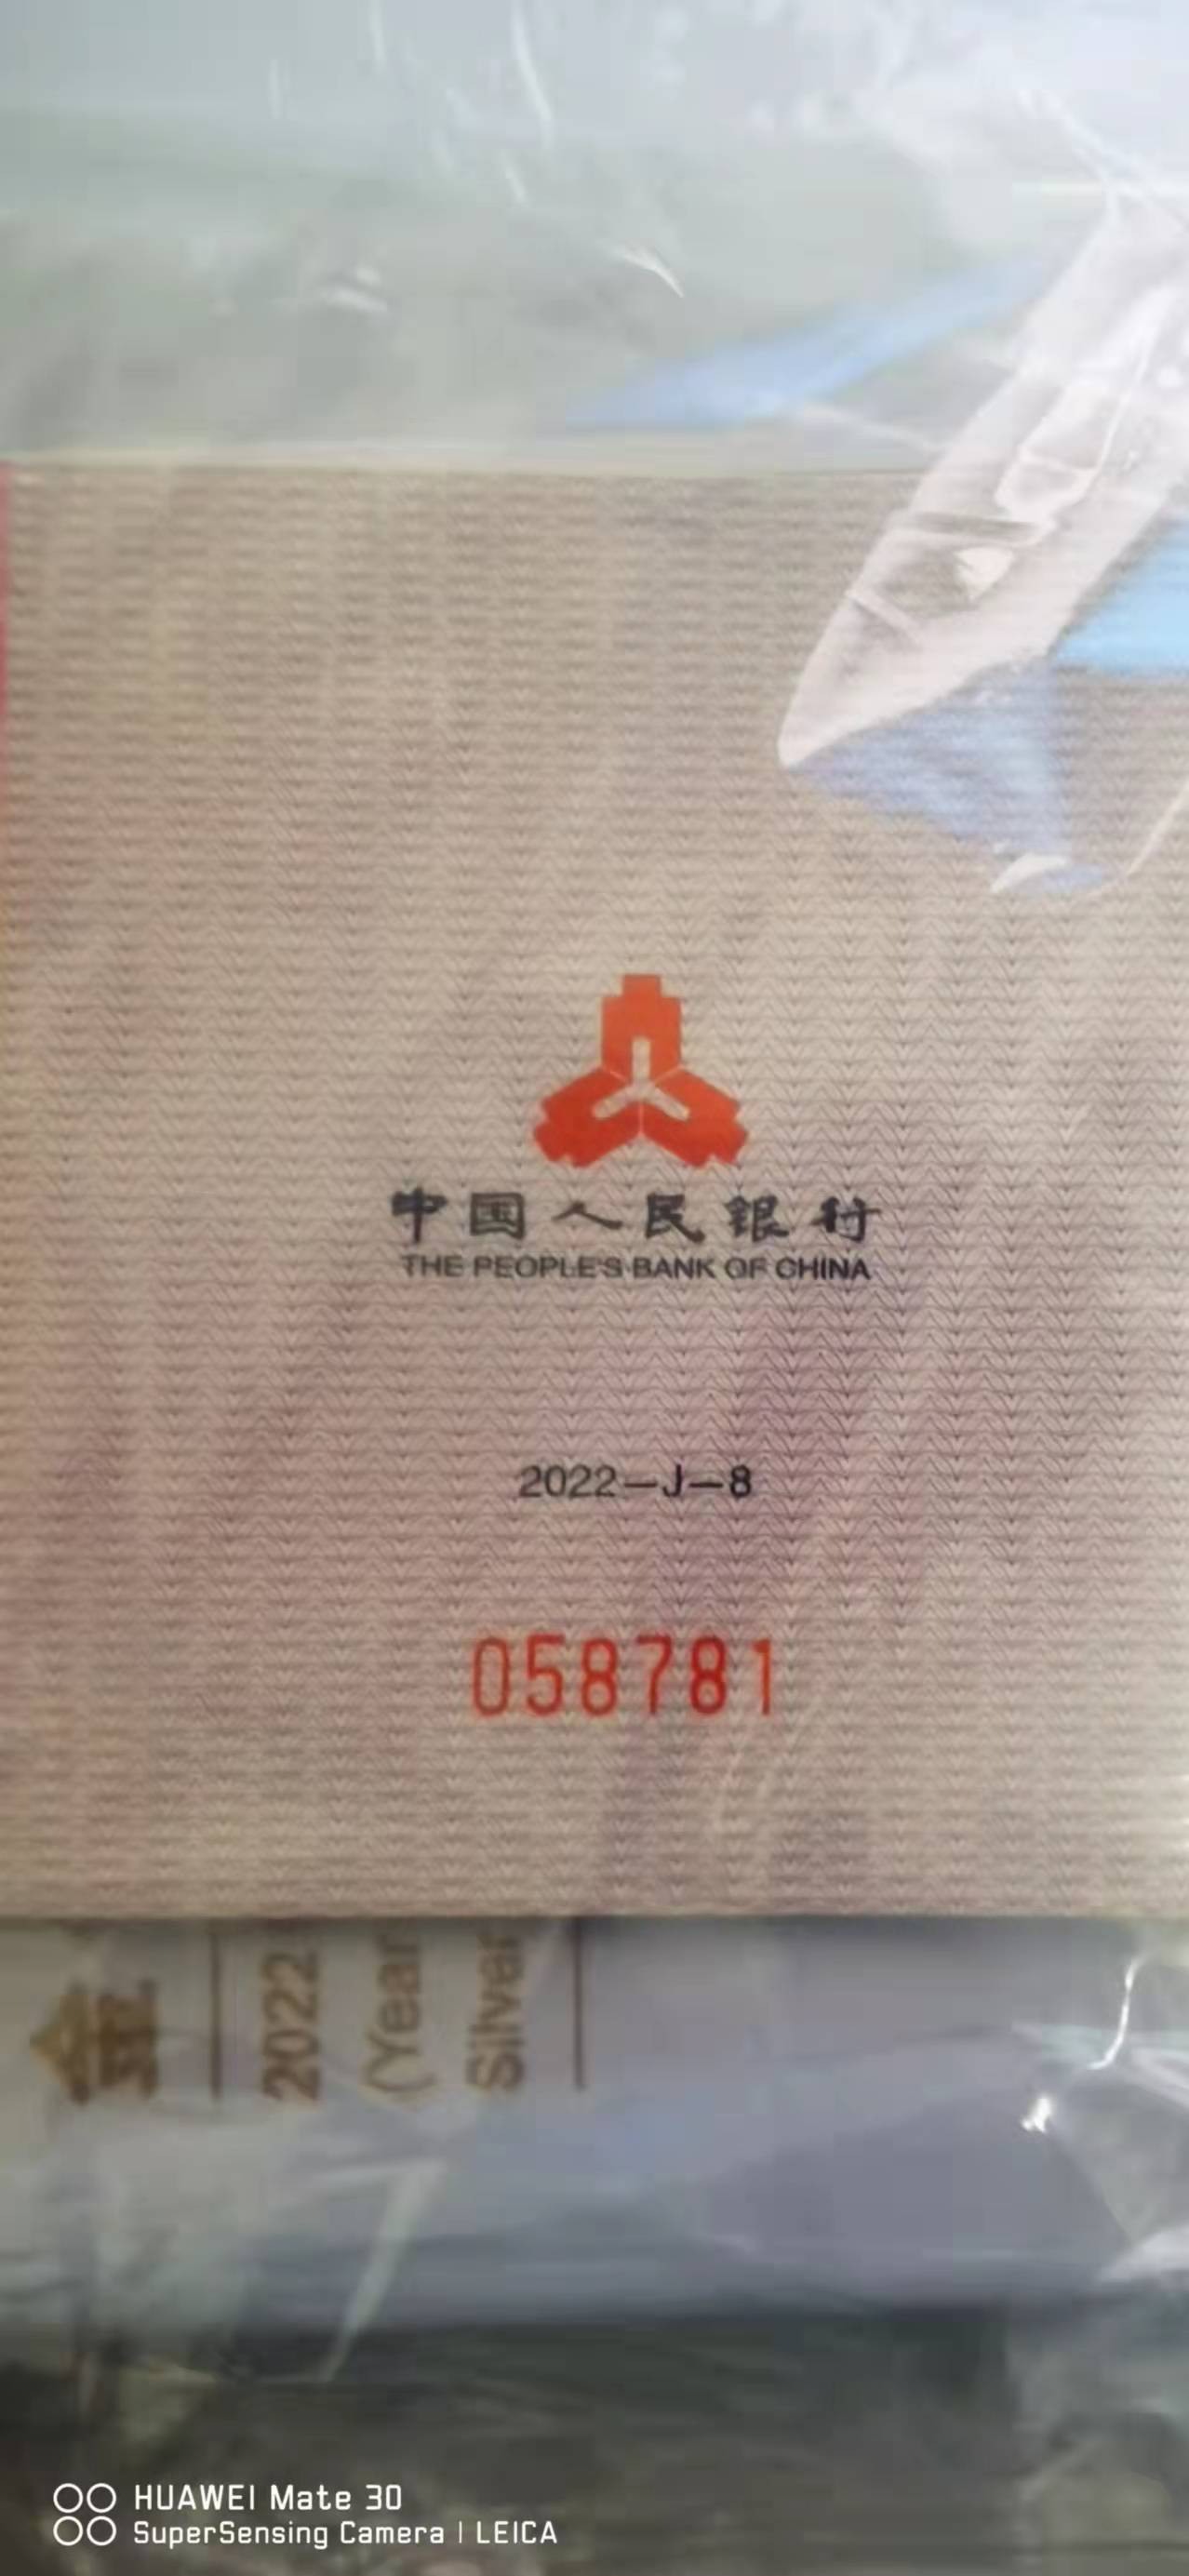 中国人民银行
THE PEOPLE'S BANK OF CHINA
2022—J—8
058781
金
2022
(Year
Silver
HUAWEI Mate 30
SuperSensing Camera | LEICA